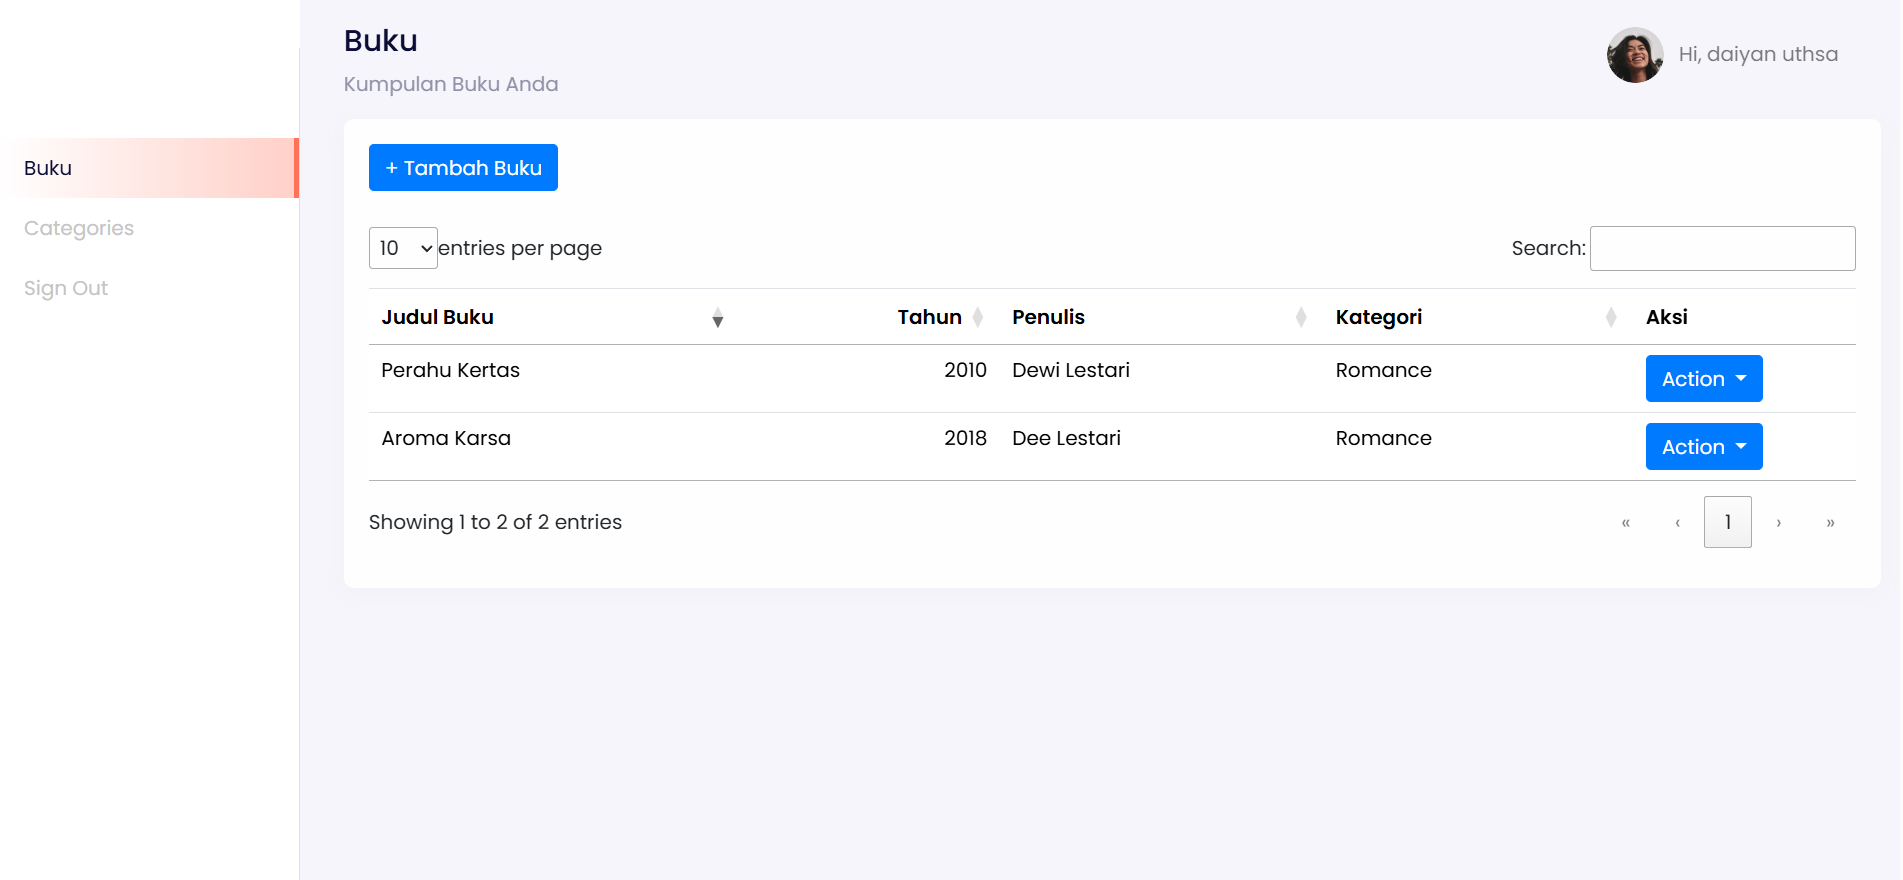 Buku
Kumpulan Buku Anda
Hi, daiyan uthsa
Buku
Categories
Sign Out
+ Tambah Buku
10 entries per page
Search:
Judul Buku Tahun Penulis Kategori Aksi
Perahu Kertas 2010 Dewi Lestari Romance Action
Aroma Karsa 2018 Dee Lestari Romance Action
Showing 1 to 2 of 2 entries
« ‹ 1 › »